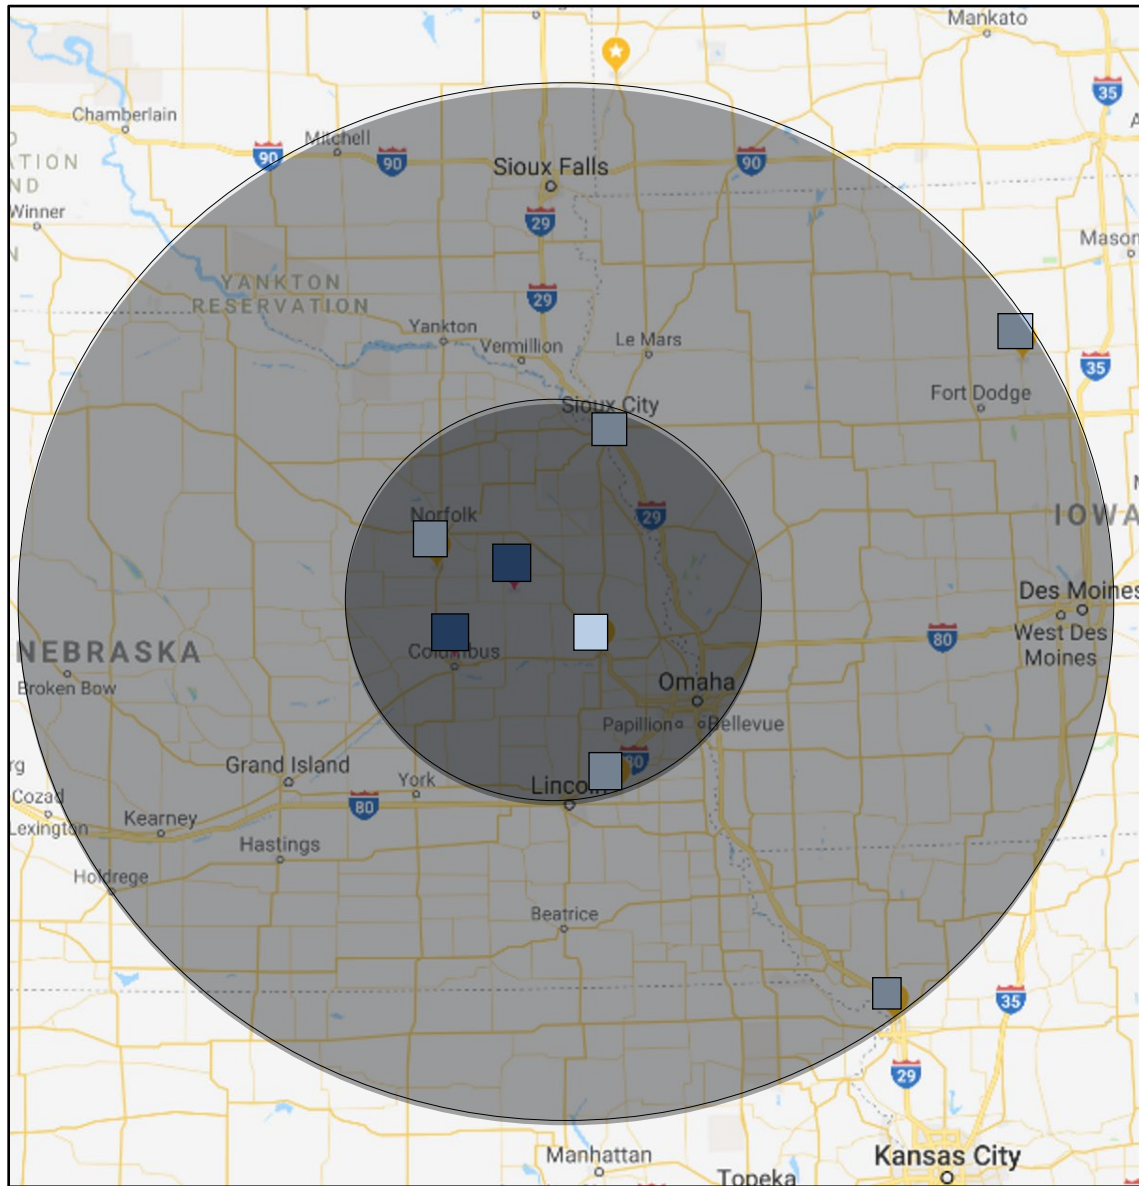 Mankato
35
Chamberlain
Mitchell
ATION
ND
90
90
Sioux Falls
90
Winner
29
Mason
YANKTON
RESERVATION
29
Yankton
Vermillion
Le Mars
35
Fort Dodge
Sioux City
Norfolk
29
IOWA
Des Moines
NEBRASKA
Columbus
80
West Des
Moines
Broken Bow
Omaha
Papillion
Bellevue
rg
Grand Island
York
Lincoln
80
Cozad
80
Lexington
Kearney
Hastings
Holdrege
Beatrice
35
29
Manhattan
Kansas City
Topeka